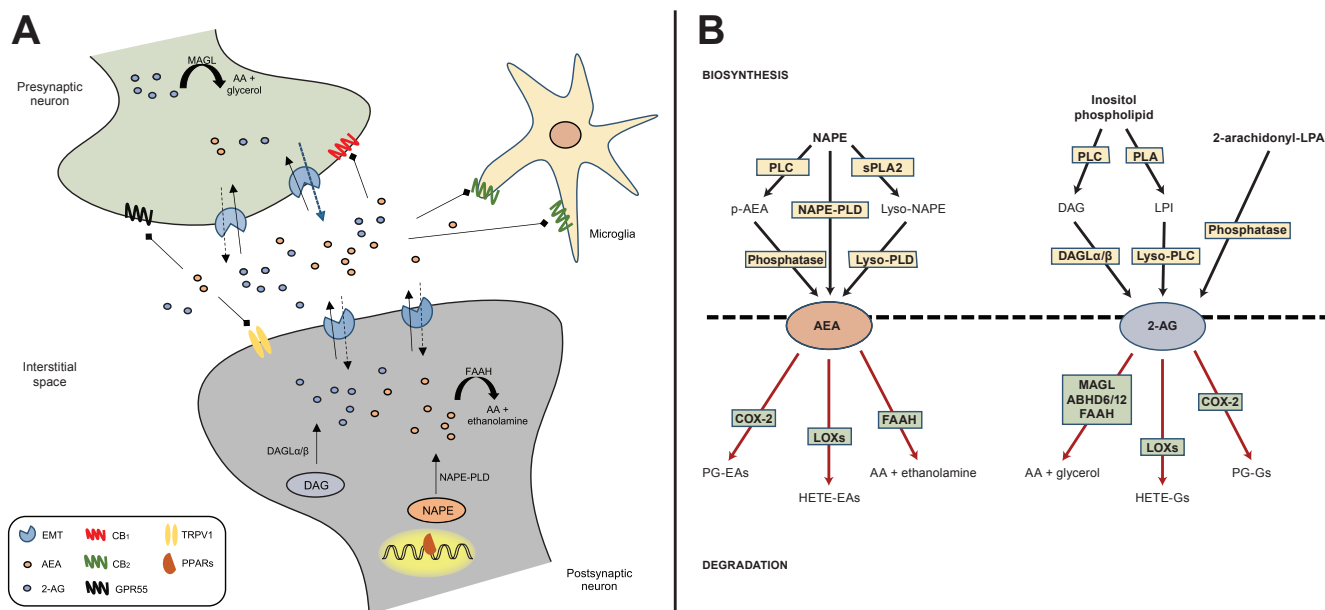 A
Presynaptic
neuron
MAGL
AA +
glycerol
Microglia
Interstitial
space
FAAH
AA +
ethanolamine
DAGLα/β
NAPE-PLD
DAG
NAPE
Postsynaptic
neuron
EMT
CB1
TRPV1
AEA
CB2
PPARs
2-AG
GPR55
B
BIOSYNTHESIS
NAPE
PLC
sPLA2
p-AEA
NAPE-PLD
Lyso-NAPE
Phosphatase
Lyso-PLD
AEA
Inositol
phospholipid
2-arachidonyl-LPA
PLC
PLA
DAG
LPI
Phosphatase
DAGLα/β
Lyso-PLC
2-AG
COX-2
LOXs
FAAH
PG-EAs
HETE-EAs
AA + ethanolamine
MAGL
ABHD6/12
FAAH
COX-2
LOXs
AA + glycerol
HETE-Gs
PG-Gs
DEGRADATION